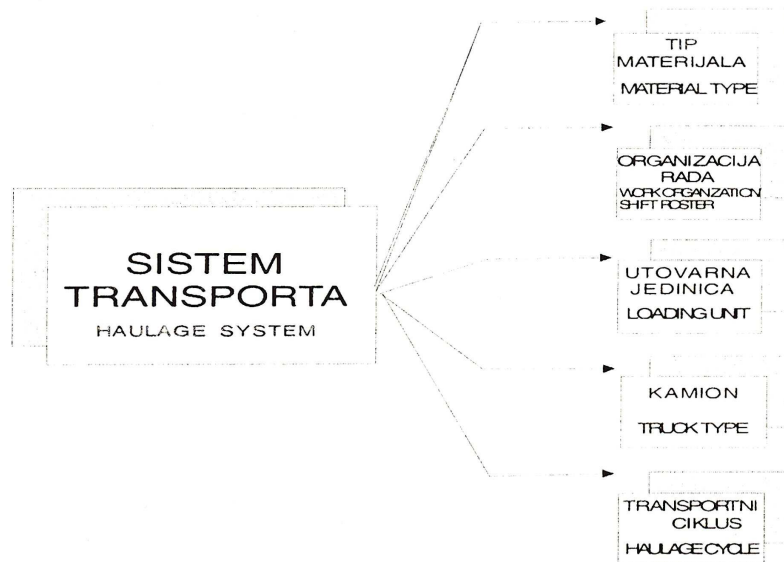 SISTEM
TRANSPORTA
HAULAGE SYSTEM
TIP
MATERIJALA
MATERIAL TYPE
ORGANIZACIJA
RADA
WORK ORGANZATION
SHIFT ROSTER
UTOVARNA
JEDINICA
LOADING UNIT
KAMION
TRUCK TYPE
TRANSPORTNI
CIKLUS
HAULAGE CYCLE